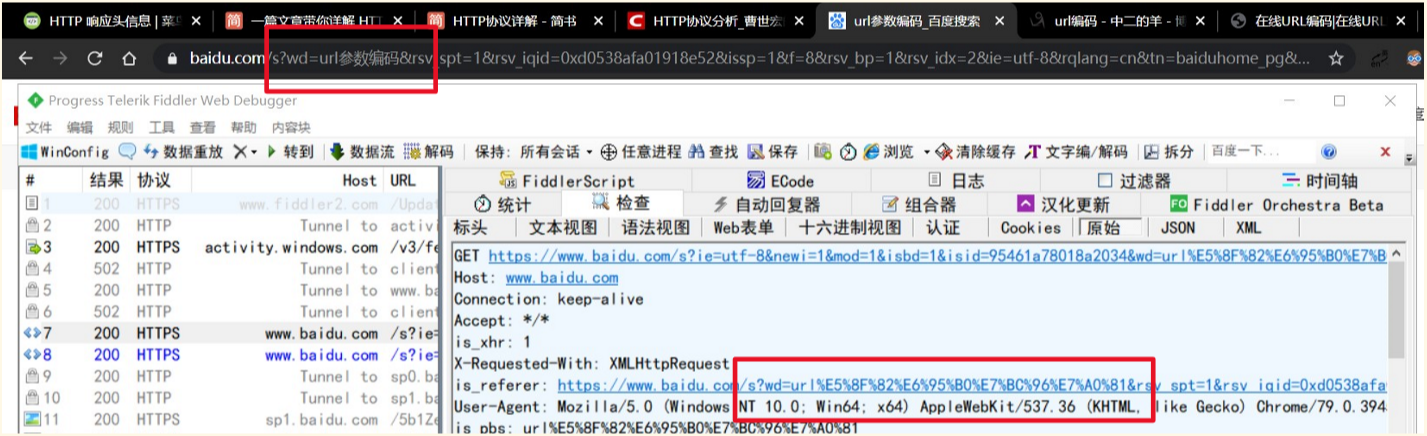 HTTP 响应头信息 | 菜
一篇文章带你详解 HT
HTTP协议详解 - 简书
HTTP协议分析_曹世宏
url参数编码_百度搜索
url编码 - 中二的羊 - 博
在线URL编码|在线UR
baidu.com/s?wd=url参数编码&rsv_spt=1&rsv_iqid=0xd0538afa01918e52&issp=1&f=8&rsv_bp=1&rsv_idx=2&ie=utf-8&rqlang=cn&tn=baiduhome_pg&...
Progress Telerik Fiddler Web Debugger
文件 编辑 规则 工具 查看 帮助 内容块
WinConfig 数据重放 转到 数据流 解码 保持: 所有会话 任意进程 查找 保存 浏览 清除缓存 文字编/解码 拆分 百度一下... x
# 结果 协议 Host URL
1 200 HTTPS www.fiddler2.com /Updat
2 200 HTTP Tunnel to activi
3 200 HTTPS activity.windows.com /v3/fe
4 502 HTTP Tunnel to client
5 200 HTTP Tunnel to www.ba
6 502 HTTP Tunnel to client
7 200 HTTPS www.baidu.com /s?ie=
8 200 HTTPS www.baidu.com /s?ie=
9 200 HTTP Tunnel to sp0.ba
10 200 HTTP Tunnel to sp1.ba
11 200 HTTPS sp1.baidu.com /5b1Ze
FiddlerScript ECode 日志 过滤器 时间轴
统计 检查 自动回复器 组合器 汉化更新 FO Fiddler Orchestra Beta
标头 文本视图 语法视图 Web表单 十六进制视图 认证 Cookies 原始 JSON XML
GET https://www.baidu.com/s?ie=utf-8&newi=1&mod=1&isbd=1&isid=95461a78018a2034&wd=url%E5%8F%82%E6%95%B0%E7%B
Host: www.baidu.com
Connection: keep-alive
Accept: */*
is_xhr: 1
X-Requested-With: XMLHttpRequest
is_referer: https://www.baidu.com/s?wd=url%E5%8F%82%E6%95%B0%E7%BC%96%E7%A0%81&rsv_spt=1&rsv_iqid=0xd0538afa
User-Agent: Mozilla/5.0 (Windows NT 10.0; Win64; x64) AppleWebKit/537.36 (KHTML, like Gecko) Chrome/79.0.394
is_pbs: url%E5%8F%82%E6%95%B0%E7%BC%96%E7%A0%81